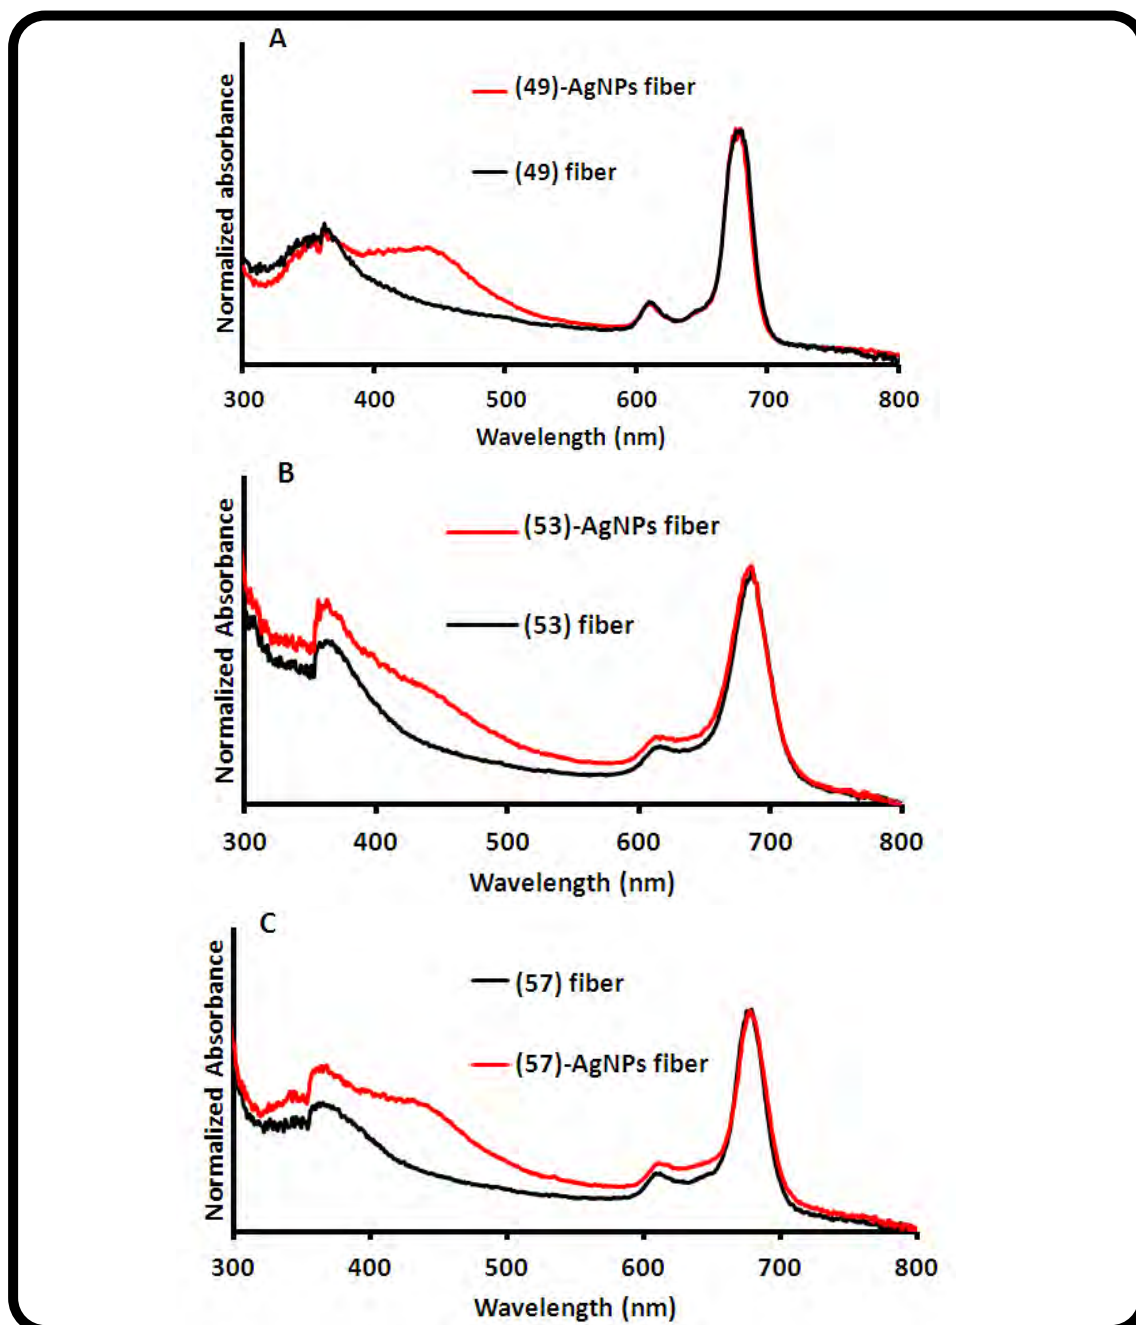 A
(49)-AgNPs fiber
(49) fiber
Normalized absorbance
300 400 500 600 700 800
Wavelength (nm)
B
(53)-AgNPs fiber
(53) fiber
Normalized Absorbance
300 400 500 600 700 800
Wavelength (nm)
C
(57) fiber
(57)-AgNPs fiber
Normalized Absorbance
300 400 500 600 700 800
Wavelength (nm)